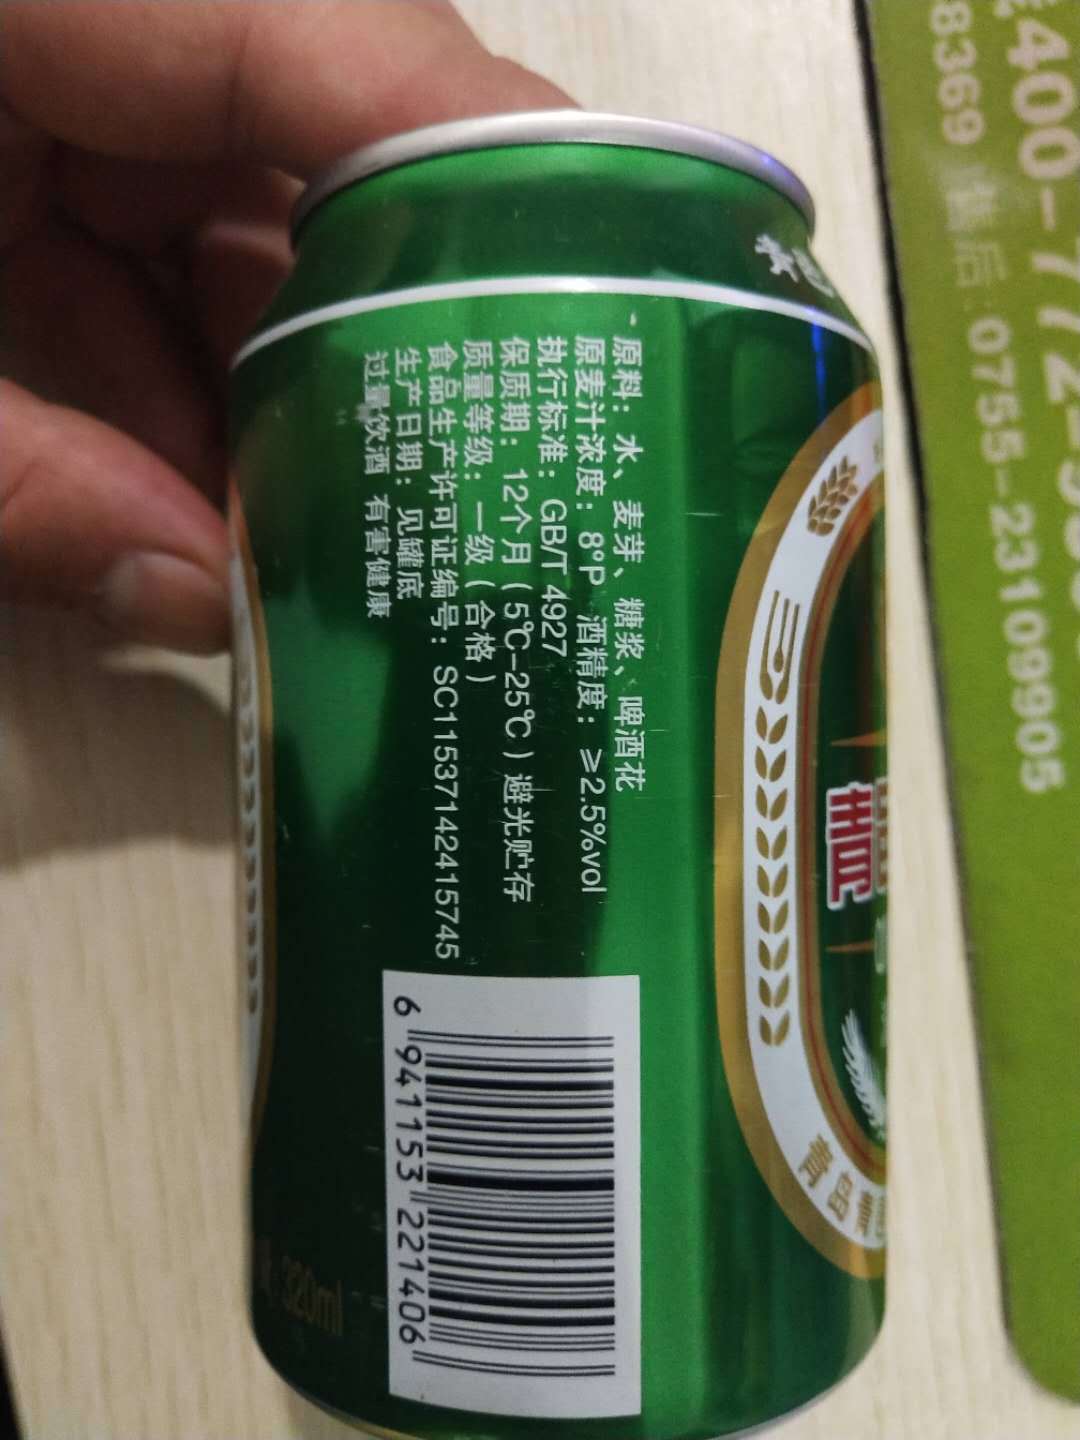 原料：水、麦芽、糖浆、啤酒花
原麦汁浓度：8°P 酒精度：≥2.5%vol
执行标准：GB/T 4927
保质期：12个月（5℃-25℃）避光贮存
质量等级：一级（合格）
食品生产许可证编号：SC11537142415745
生产日期：见罐底
过量饮酒 有害健康
6 941153 221406
320ml
青
400-772-
8369 售后：0755-23109905